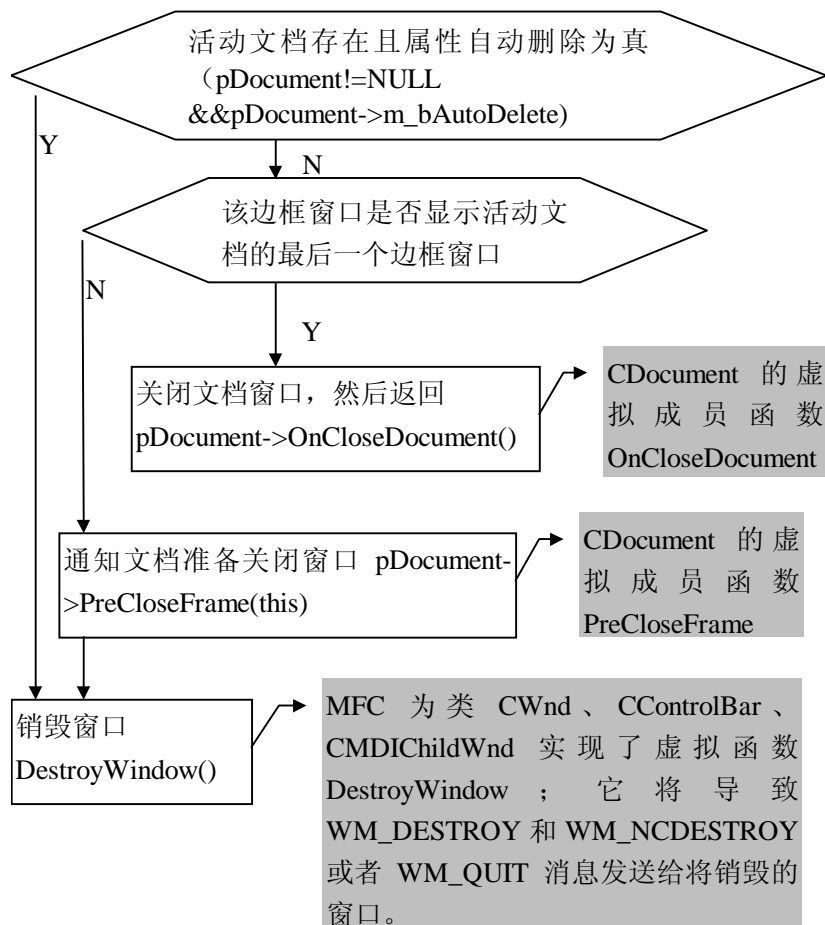 活动文档存在且属性自动删除为真
（pDocument!=NULL
&&pDocument->m_bAutoDelete)
Y
N
该边框窗口是否显示活动文
档的最后一个边框窗口
N
Y
关闭文档窗口，然后返回
pDocument->OnCloseDocument()
CDocument 的虚
拟成员函数
OnCloseDocument
通知文档准备关闭窗口 pDocument-
>PreCloseFrame(this)
CDocument 的虚
拟成员函数
PreCloseFrame
销毁窗口
DestroyWindow()
MFC 为类 CWnd、CControlBar、
CMDIChildWnd 实现了虚拟函数
DestroyWindow；它将导致
WM_DESTROY 和 WM_NCDESTROY
或者 WM_QUIT 消息发送给将销毁的
窗口。